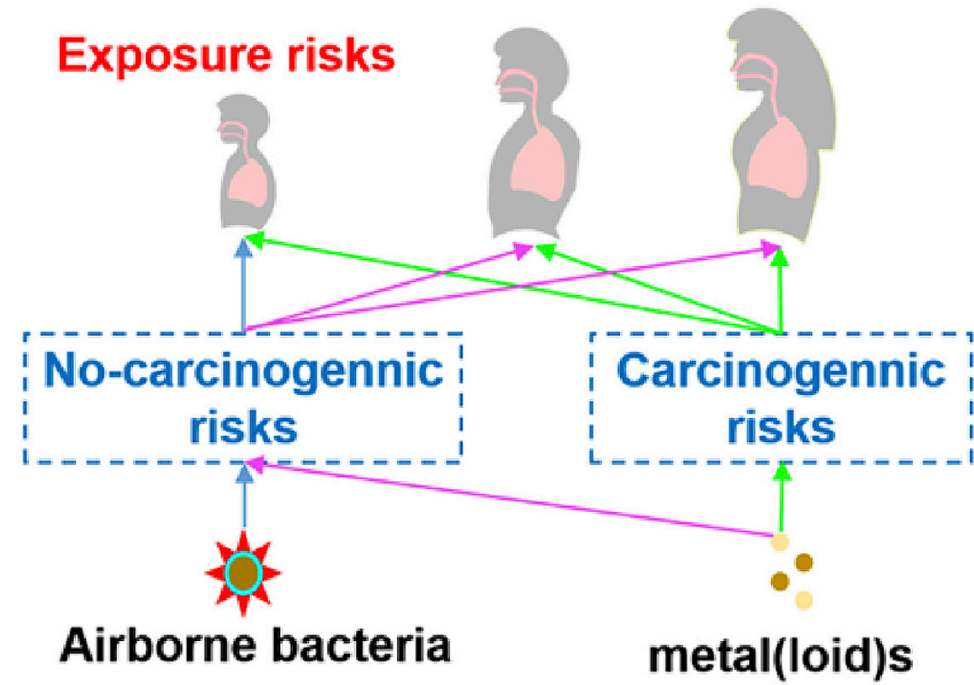 Exposure risks
No-carcinogennic
risks
Carcinogennic
risks
Airborne bacteria
metal(loid)s